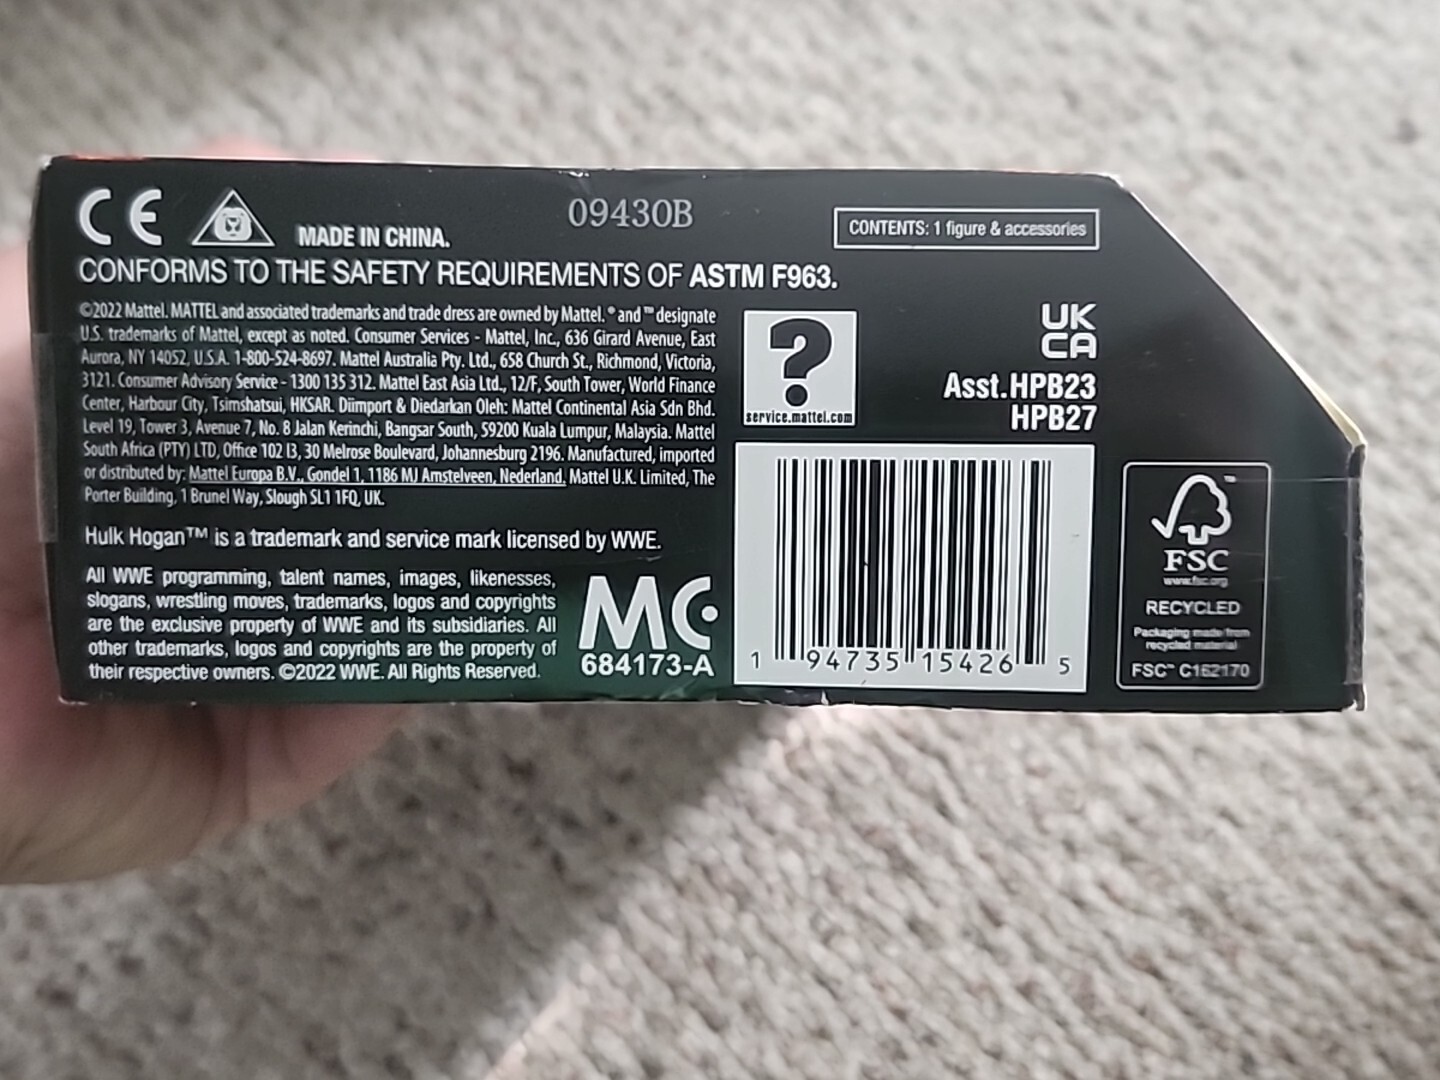 CE
MADE IN CHINA.
09430B
CONTENTS: 1 figure & accessories
CONFORMS TO THE SAFETY REQUIREMENTS OF ASTM F963.
©2022 Mattel. MATTEL and associated trademarks and trade dress are owned by Mattel. ® and ™ designate
U.S. trademarks of Mattel, except as noted. Consumer Services - Mattel, Inc., 636 Girard Avenue, East
Aurora, NY 14052, U.S.A. 1-800-524-8697. Mattel Australia Pty. Ltd., 658 Church St., Richmond, Victoria,
3121. Consumer Advisory Service - 1300 135 312. Mattel East Asia Ltd., 12/F, South Tower, World Finance
Center, Harbour City, Tsimshatsui, HKSAR. Diimport & Diedarkan Oleh: Mattel Continental Asia Sdn Bhd.
Level 19, Tower 3, Avenue 7, No. 8 Jalan Kerinchi, Bangsar South, 59200 Kuala Lumpur, Malaysia. Mattel
South Africa (PTY) LTD, Office 102 I3, 30 Melrose Boulevard, Johannesburg 2196. Manufactured, imported
or distributed by: Mattel Europa B.V., Gondel 1, 1186 MJ Amstelveen, Nederland. Mattel U.K. Limited, The
Porter Building, 1 Brunel Way, Slough SL1 1FQ, UK.
Hulk Hogan™ is a trademark and service mark licensed by WWE.
All WWE programming, talent names, images, likenesses,
slogans, wrestling moves, trademarks, logos and copyrights
are the exclusive property of WWE and its subsidiaries. All
other trademarks, logos and copyrights are the property of
their respective owners. ©2022 WWE. All Rights Reserved.
MC
684173-A
?
service.mattel.com
UK
CA
Asst.HPB23
HPB27
1 94735 15426 5
FSC
www.fsc.org
RECYCLED
Packaging made from
recycled material
FSC™ C162170